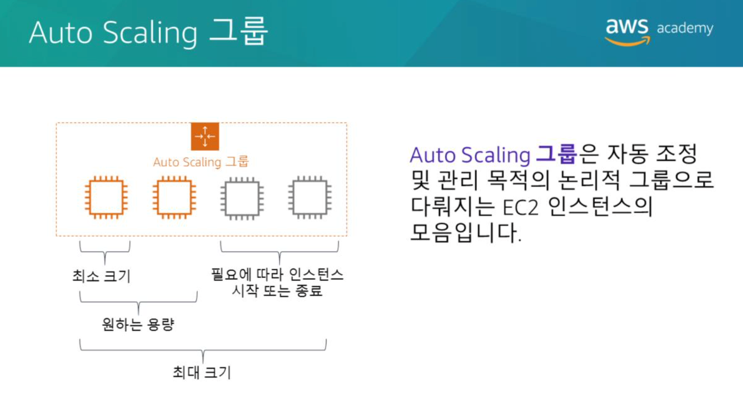 Auto Scaling 그룹
aws academy
Auto Scaling 그룹
Auto Scaling 그룹은 자동 조정
및 관리 목적의 논리적 그룹으로
다뤄지는 EC2 인스턴스의
모음입니다.
최소 크기
필요에 따라 인스턴스
시작 또는 종료
원하는 용량
최대 크기